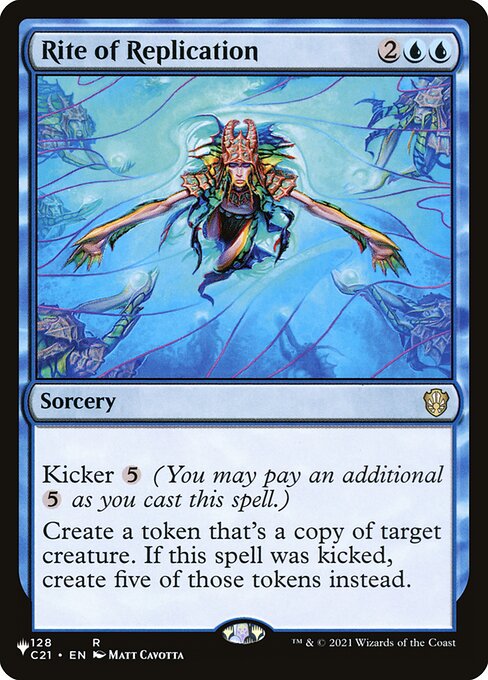 Rite of Replication 2
Sorcery
Kicker 5 (You may pay an additional
5 as you cast this spell.)
Create a token that's a copy of target
creature. If this spell was kicked,
create five of those tokens instead.
128 R
C21 • EN Matt Cavotta
™ & © 2021 Wizards of the Coast